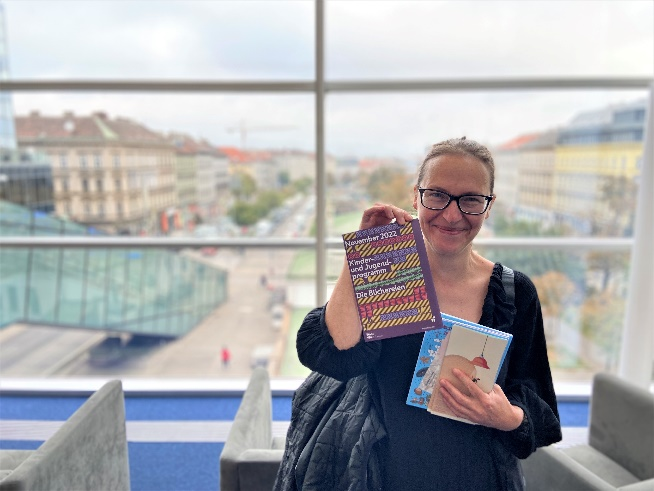 November 2022
Kinder-
und Jugend-
programm
Die Büchereien